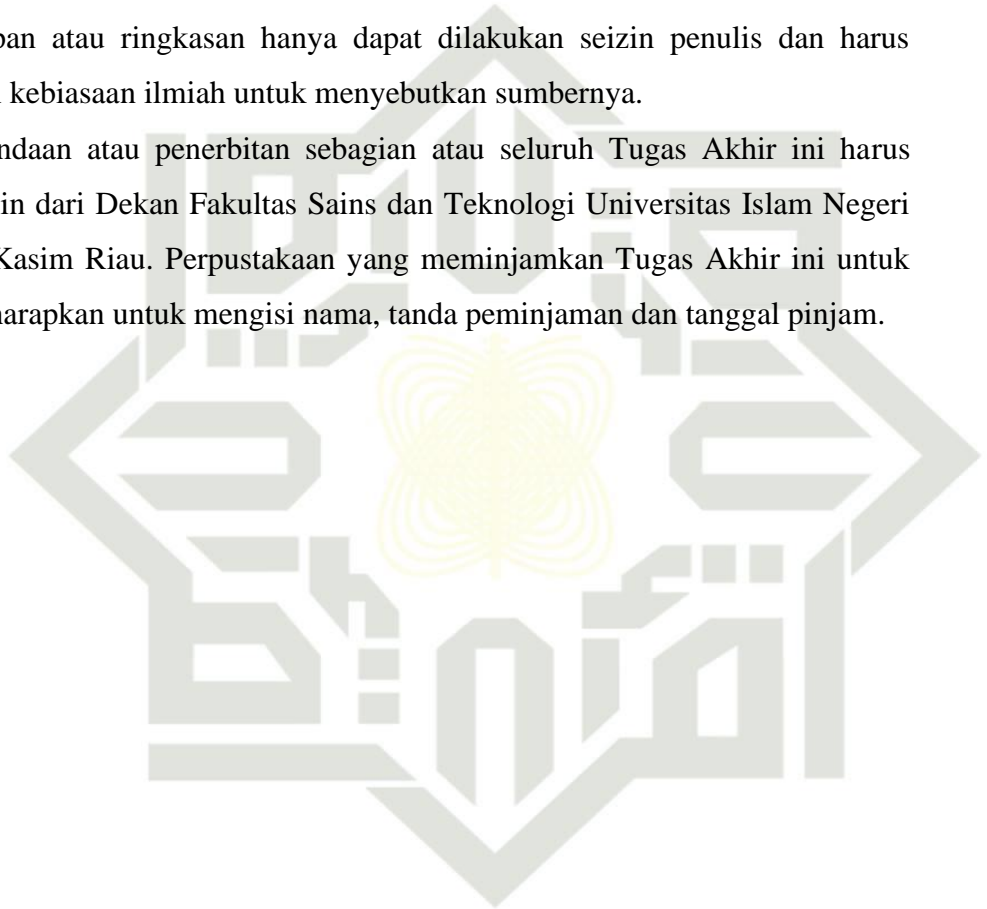 pan atau ringkasan hanya dapat dilakukan seizin penulis dan harus
kebiasaan ilmiah untuk menyebutkan sumbernya.
ndaan atau penerbitan sebagian atau seluruh Tugas Akhir ini harus
in dari Dekan Fakultas Sains dan Teknologi Universitas Islam Negeri
Kasim Riau. Perpustakaan yang meminjamkan Tugas Akhir ini untuk
harapkan untuk mengisi nama, tanda peminjaman dan tanggal pinjam.